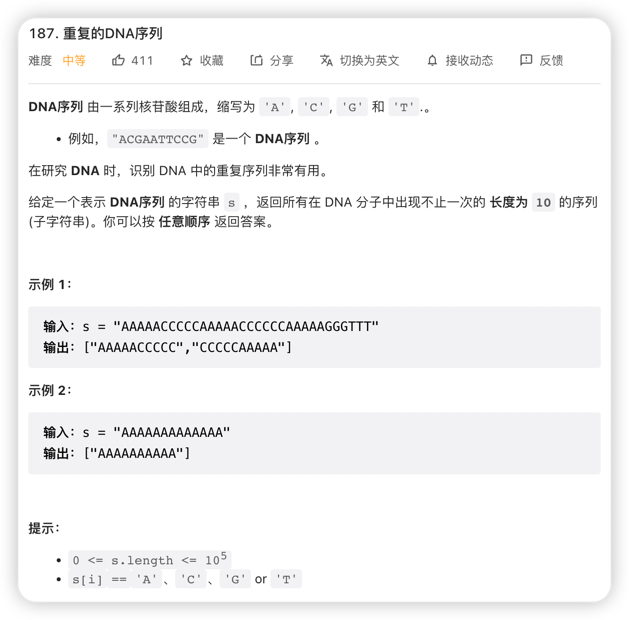 187. 重复的DNA序列
难度 中等 411 收藏 分享 切换为英文 接收动态 反馈
DNA序列 由一系列核苷酸组成，缩写为 'A', 'C', 'G' 和 'T'.。
• 例如，"ACGAATTCCG" 是一个 DNA序列 。
在研究 DNA 时，识别 DNA 中的重复序列非常有用。
给定一个表示 DNA序列 的字符串 s ，返回所有在 DNA 分子中出现不止一次的 长度为 10 的序列
(子字符串)。你可以按 任意顺序 返回答案。
示例 1：
输入：s = "AAAAACCCCCAAAAACCCCCCAAAAAGGGTTT"
输出：["AAAAACCCCC","CCCCCAAAAA"]
示例 2：
输入：s = "AAAAAAAAAAAAA"
输出：["AAAAAAAAAA"]
提示：
• 0 <= s.length <= 10⁵
• s[i] == 'A'、'C'、'G' or 'T'